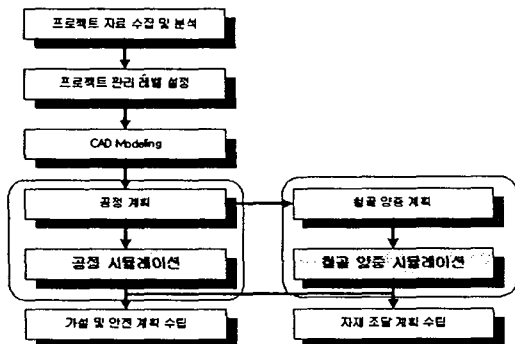 프로젝트 자료 수집 및 분석
프로젝트 관리 레벨 설정
CAD Modeling
공정 계획
철골 양중 계획
공정 시뮬레이션
철골 양중 시뮬레이션
가설 및 안전 계획 수립
자재 조달 계획 수립